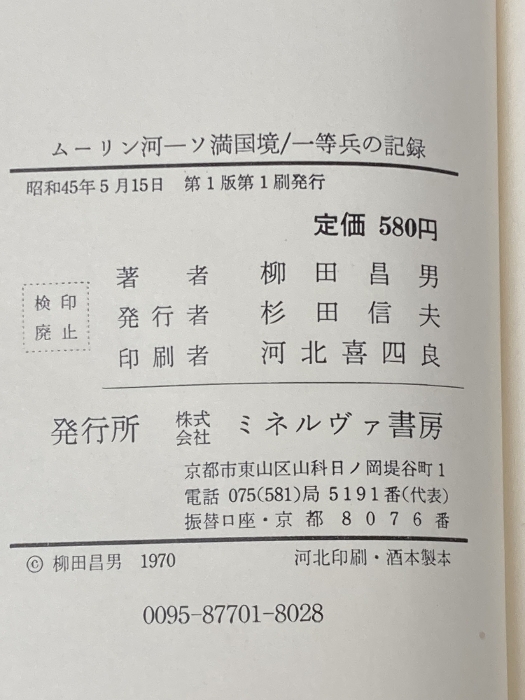 ムーリン河―ソ満国境/一等兵の記録
昭和45年5月15日 第1版第1刷発行
定価 580円
検印
廃止
著者 柳田昌男
発行者 杉田信夫
印刷者 河北喜四良
発行所 株式会社 ミネルヴァ書房
京都市東山区山科日ノ岡堤谷町1
電話 075(581)局 5191番(代表)
振替口座・京都 8076番
© 柳田昌男 1970 河北印刷・酒本製本
0095-87701-8028